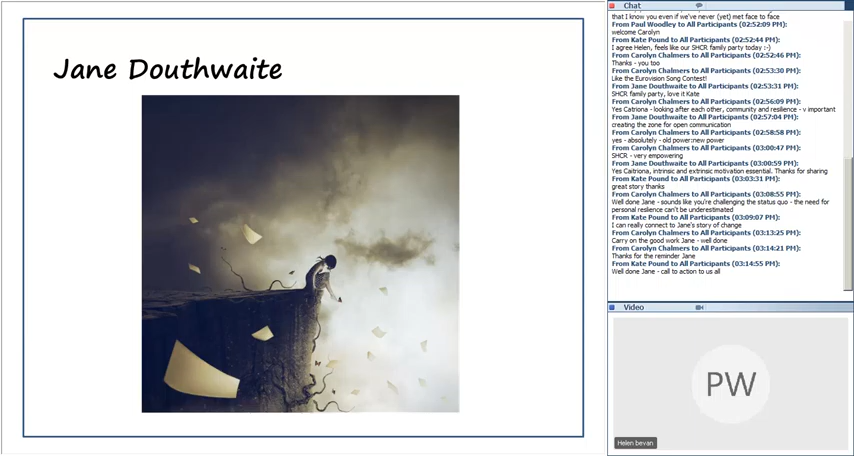 Jane Douthwaite
Chat
that I know you even if we've never (yet) met face to face
From Paul Woodley to All Participants (02:52:09 PM):
welcome Carolyn
From Kate Pound to All Participants (02:52:44 PM):
I agree Helen, feels like our SHCR family party today :-)
From Carolyn Chalmers to All Participants (02:52:46 PM):
Thanks - you too
From Carolyn Chalmers to All Participants (02:53:30 PM):
Like the Eurovision Song Contest!
From Jane Douthwaite to All Participants (02:53:31 PM):
SHCR family party, love it Kate
From Carolyn Chalmers to All Participants (02:56:09 PM):
Yes Catriona - looking after each other, community and resilience - v important
From Jane Douthwaite to All Participants (02:57:04 PM):
creating the zone for open communication
From Carolyn Chalmers to All Participants (02:58:58 PM):
yes - absolutely - old power:new power
From Carolyn Chalmers to All Participants (03:00:47 PM):
SHCR - very empowering
From Jane Douthwaite to All Participants (03:00:59 PM):
Yes Caitriona, intrinsic and extrinsic motivation essential. Thanks for sharing
From Kate Pound to All Participants (03:03:31 PM):
great story thanks
From Carolyn Chalmers to All Participants (03:08:55 PM):
Well done Jane - sounds like you're challenging the status quo - the need for
personal reslience can't be underestimated
From Kate Pound to All Participants (03:09:07 PM):
I can really connect to Jane's story of change
From Carolyn Chalmers to All Participants (03:13:25 PM):
Carry on the good work Jane - well done
From Carolyn Chalmers to All Participants (03:14:21 PM):
Thanks for the reminder Jane
From Kate Pound to All Participants (03:14:55 PM):
Well done Jane - call to action to us all
Video
PW
Helen bevan